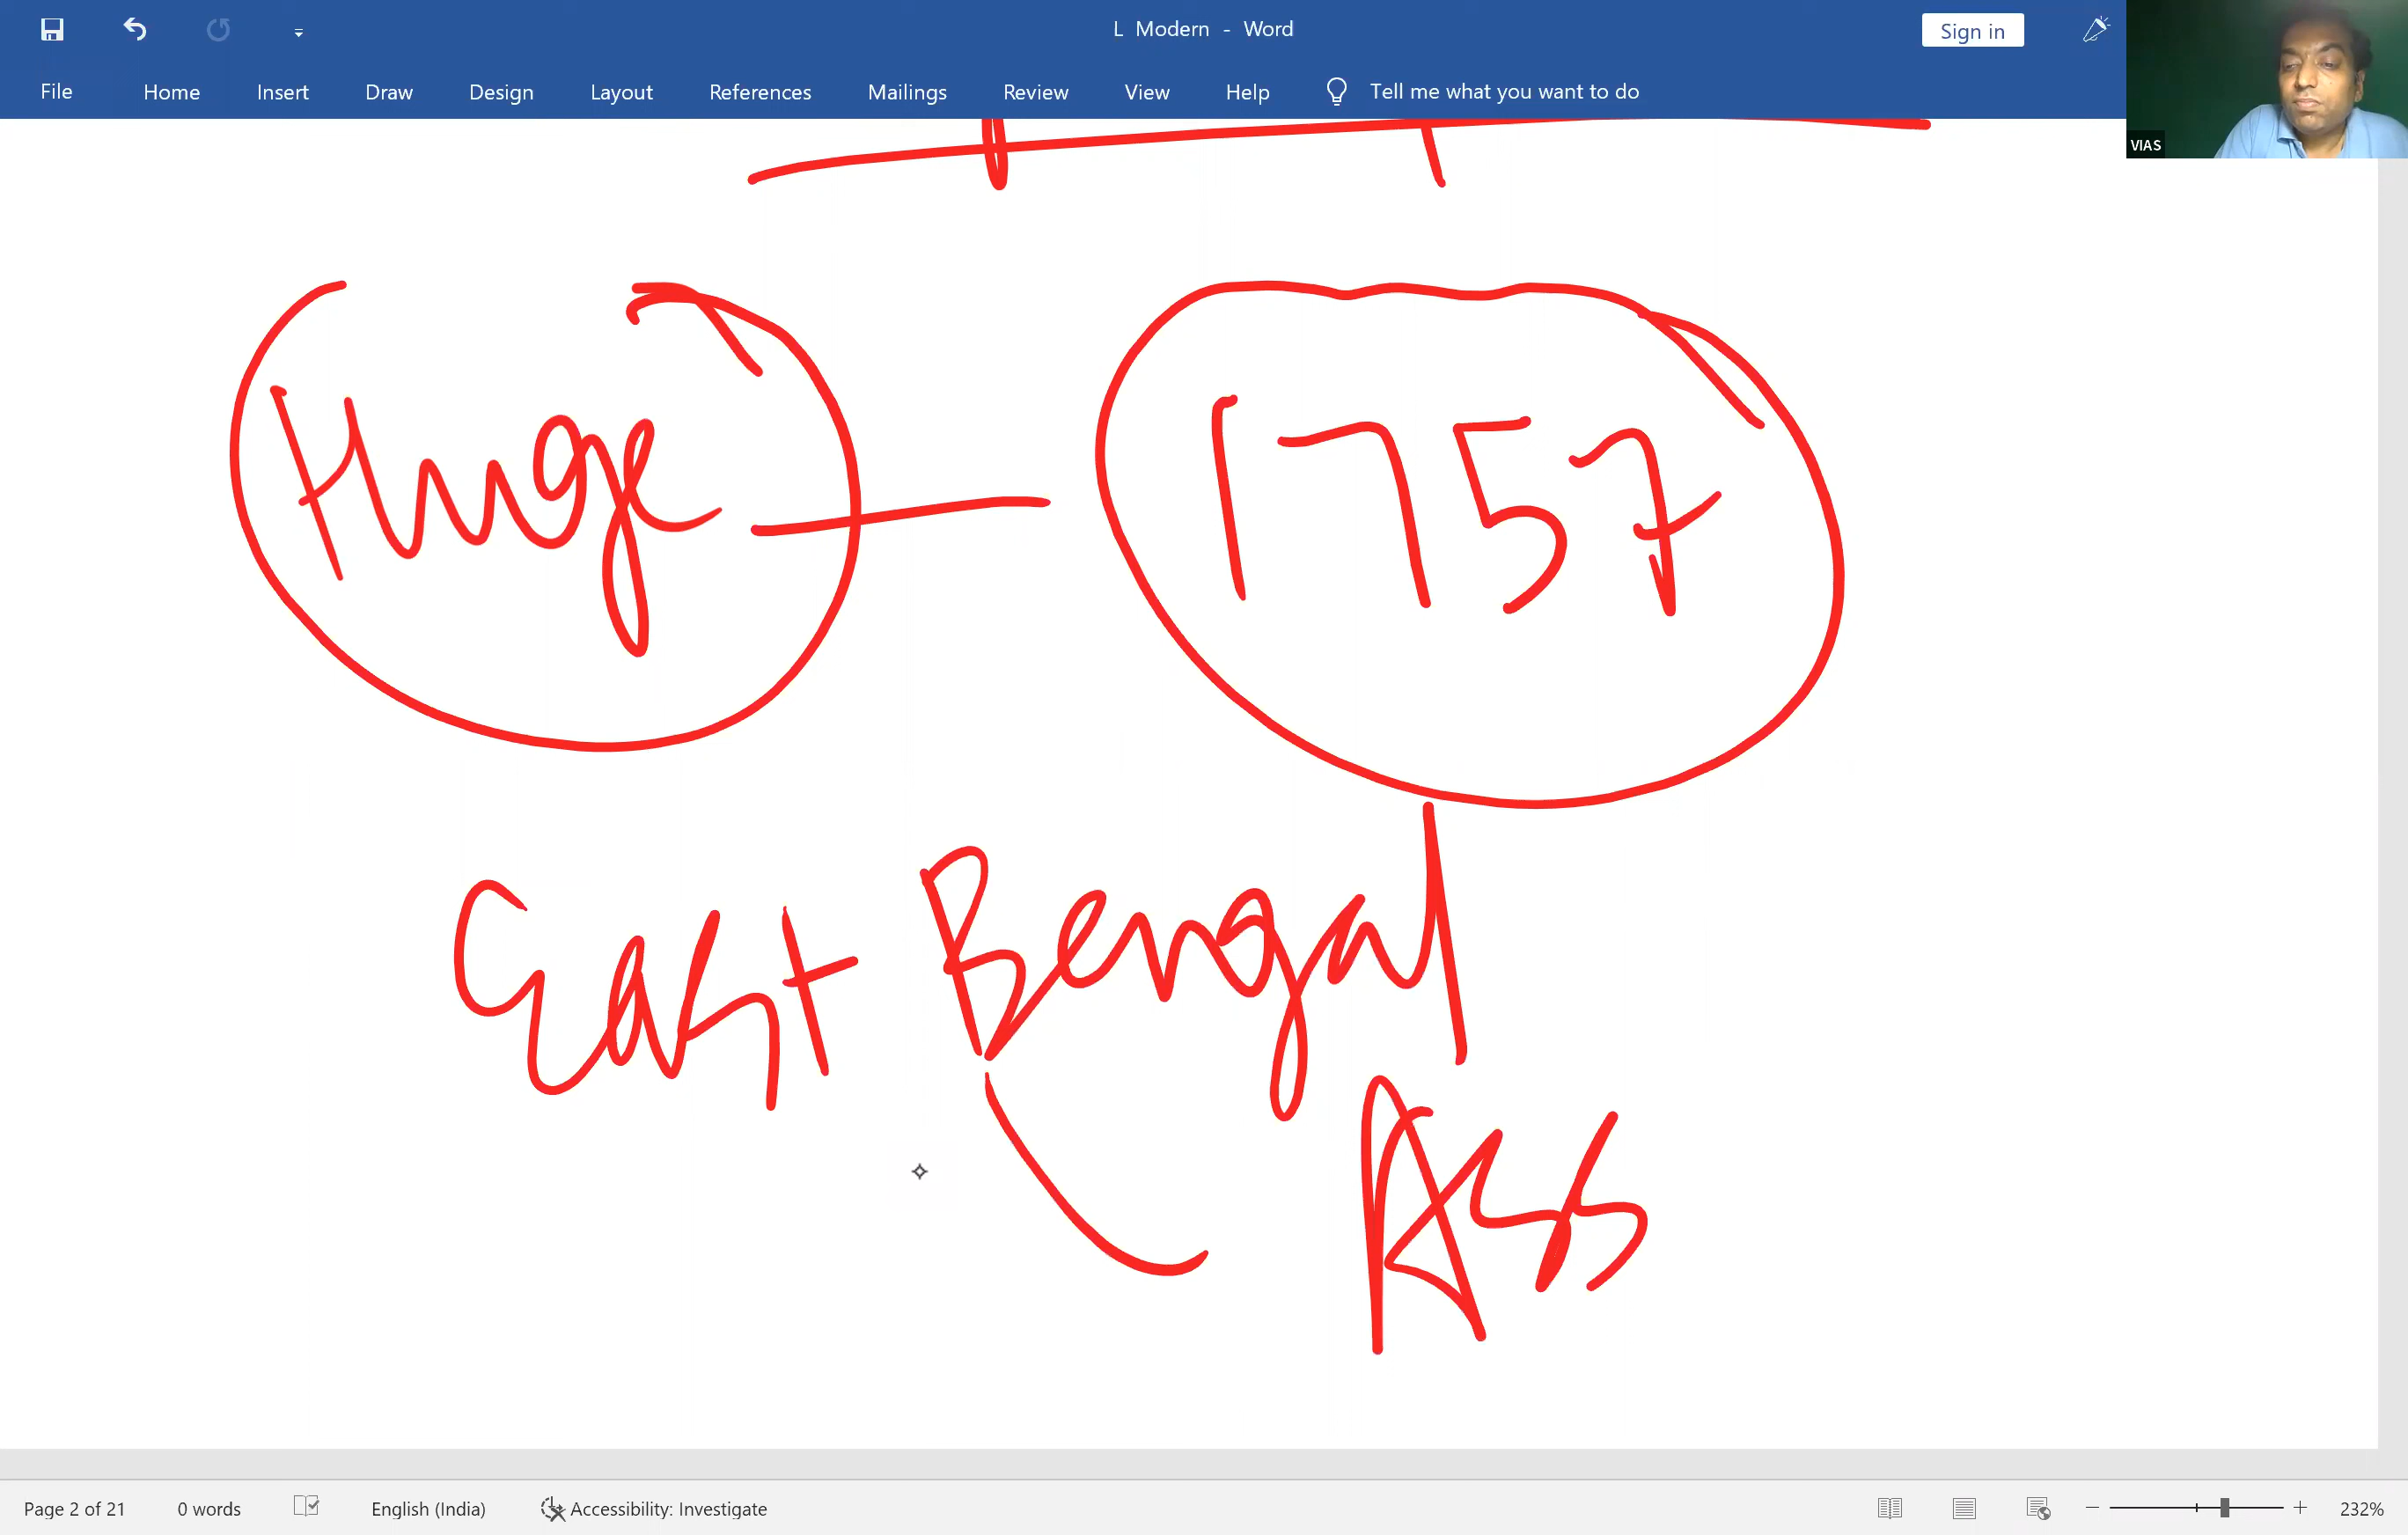 L Modern - Word
Sign in
File Home Insert Draw Design Layout References Mailings Review View Help Tell me what you want to do
VIAS
Huge — 1757
East Bengal
Ass
Page 2 of 21 0 words English (India) Accessibility: Investigate 232%